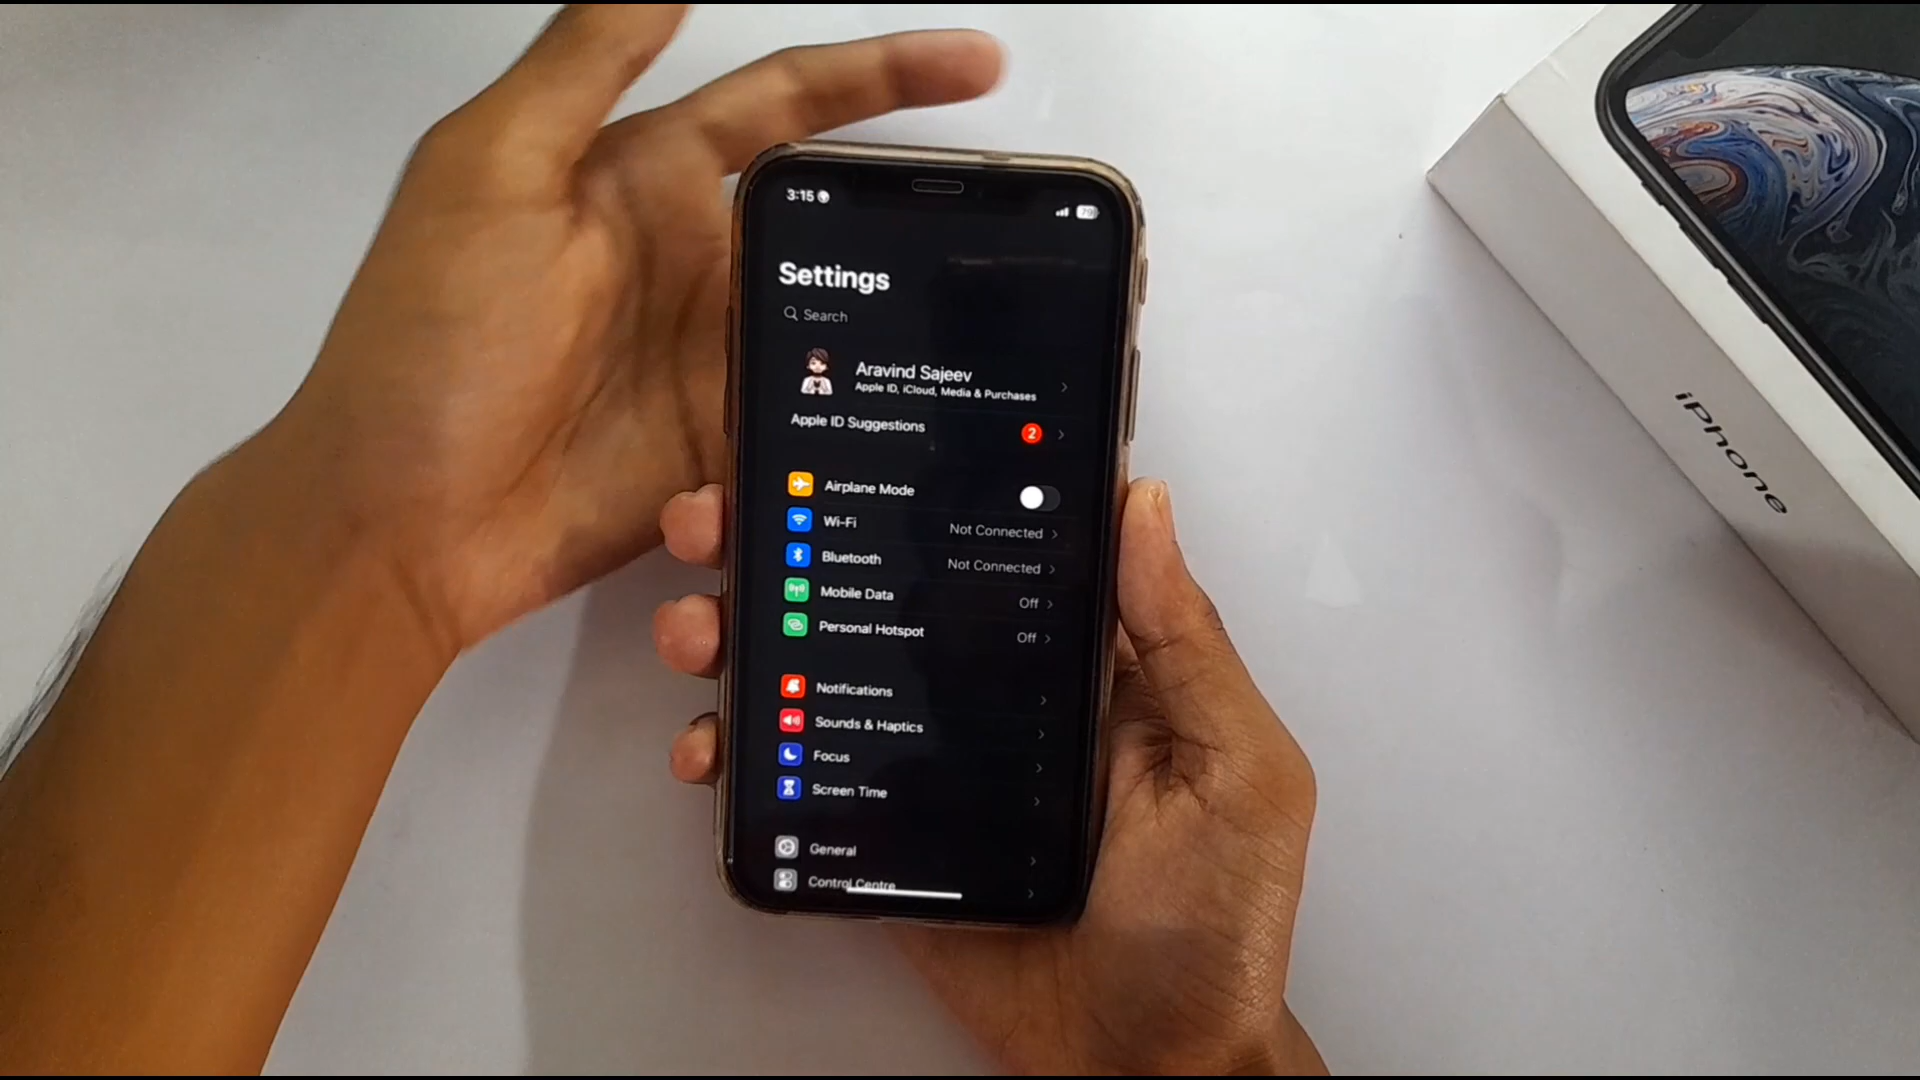 3:15
79
Settings
Search
Aravind Sajeev
Apple ID, iCloud, Media & Purchases
Apple ID Suggestions 2
Airplane Mode
Wi-Fi Not Connected
Bluetooth Not Connected
Mobile Data Off
Personal Hotspot Off
Notifications
Sounds & Haptics
Focus
Screen Time
General
Control Centre
iPhone